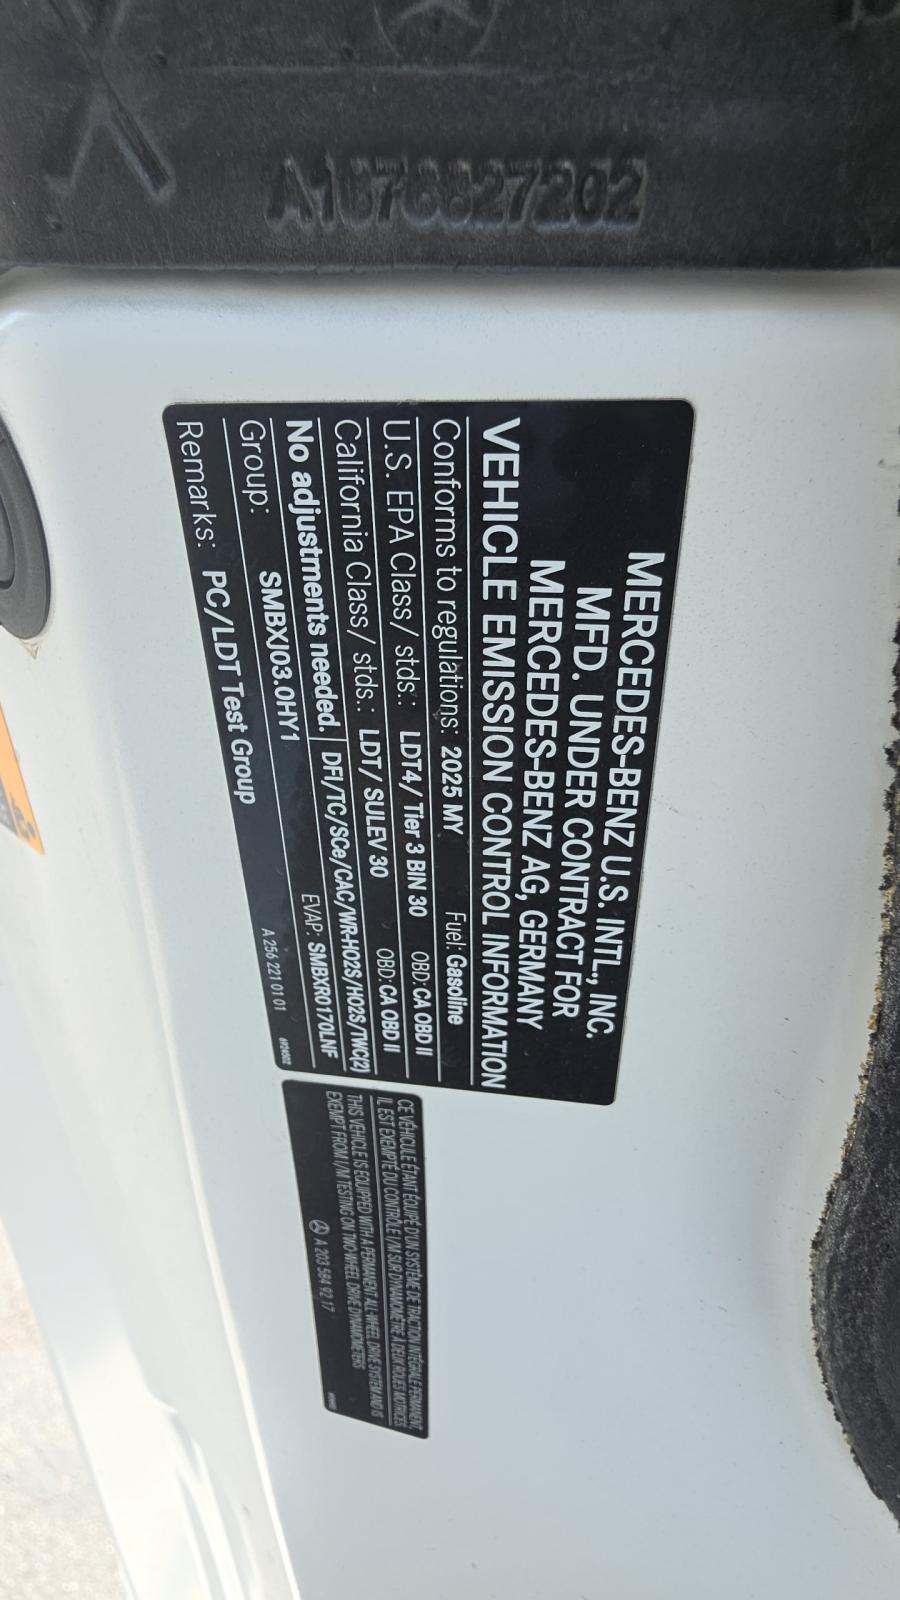 MERCEDES-BENZ U.S. INTL., INC.
MFD. UNDER CONTRACT FOR
MERCEDES-BENZ AG, GERMANY
VEHICLE EMISSION CONTROL INFORMATION
Conforms to regulations: 2025 MY Fuel: Gasoline
U.S. EPA Class/ stds.: LDT4/ Tier 3 BIN 30 OBD: CA OBD II
California Class/ stds.: LDT/ SULEV 30 OBD: CA OBD II
No adjustments needed. DFI/TC/SCe/CAC/WR-HO2S/HO2S/TWC(2)
Group: SMBXJ03.0HY1 EVAP: SMBXR0170LNF
Remarks: PC/LDT Test Group A 256 221 01 01
CE VÉHICULE ÉTANT ÉQUIPÉ D'UN SYSTÈME DE TRACTION INTÉGRALE PERMANENT,
IL EST EXEMPTÉ DU CONTRÔLE I/M SUR DYNAMOMÈTRE À DEUX ROUES MOTRICES
THIS VEHICLE IS EQUIPPED WITH A PERMANENT ALL-WHEEL DRIVE SYSTEM AND IS
EXEMPT FROM I/M TESTING ON TWO WHEEL DRIVE DYNAMOMETERS
A 203 584 92 17